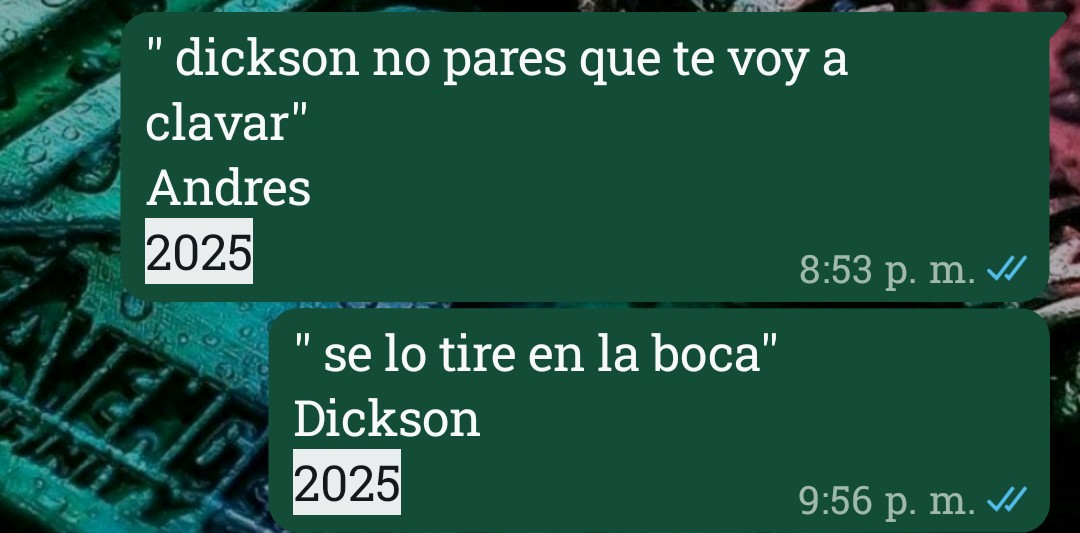 " dickson no pares que te voy a
clavar"
Andres
2025
8:53 p. m.
" se lo tire en la boca"
Dickson
2025
9:56 p. m.